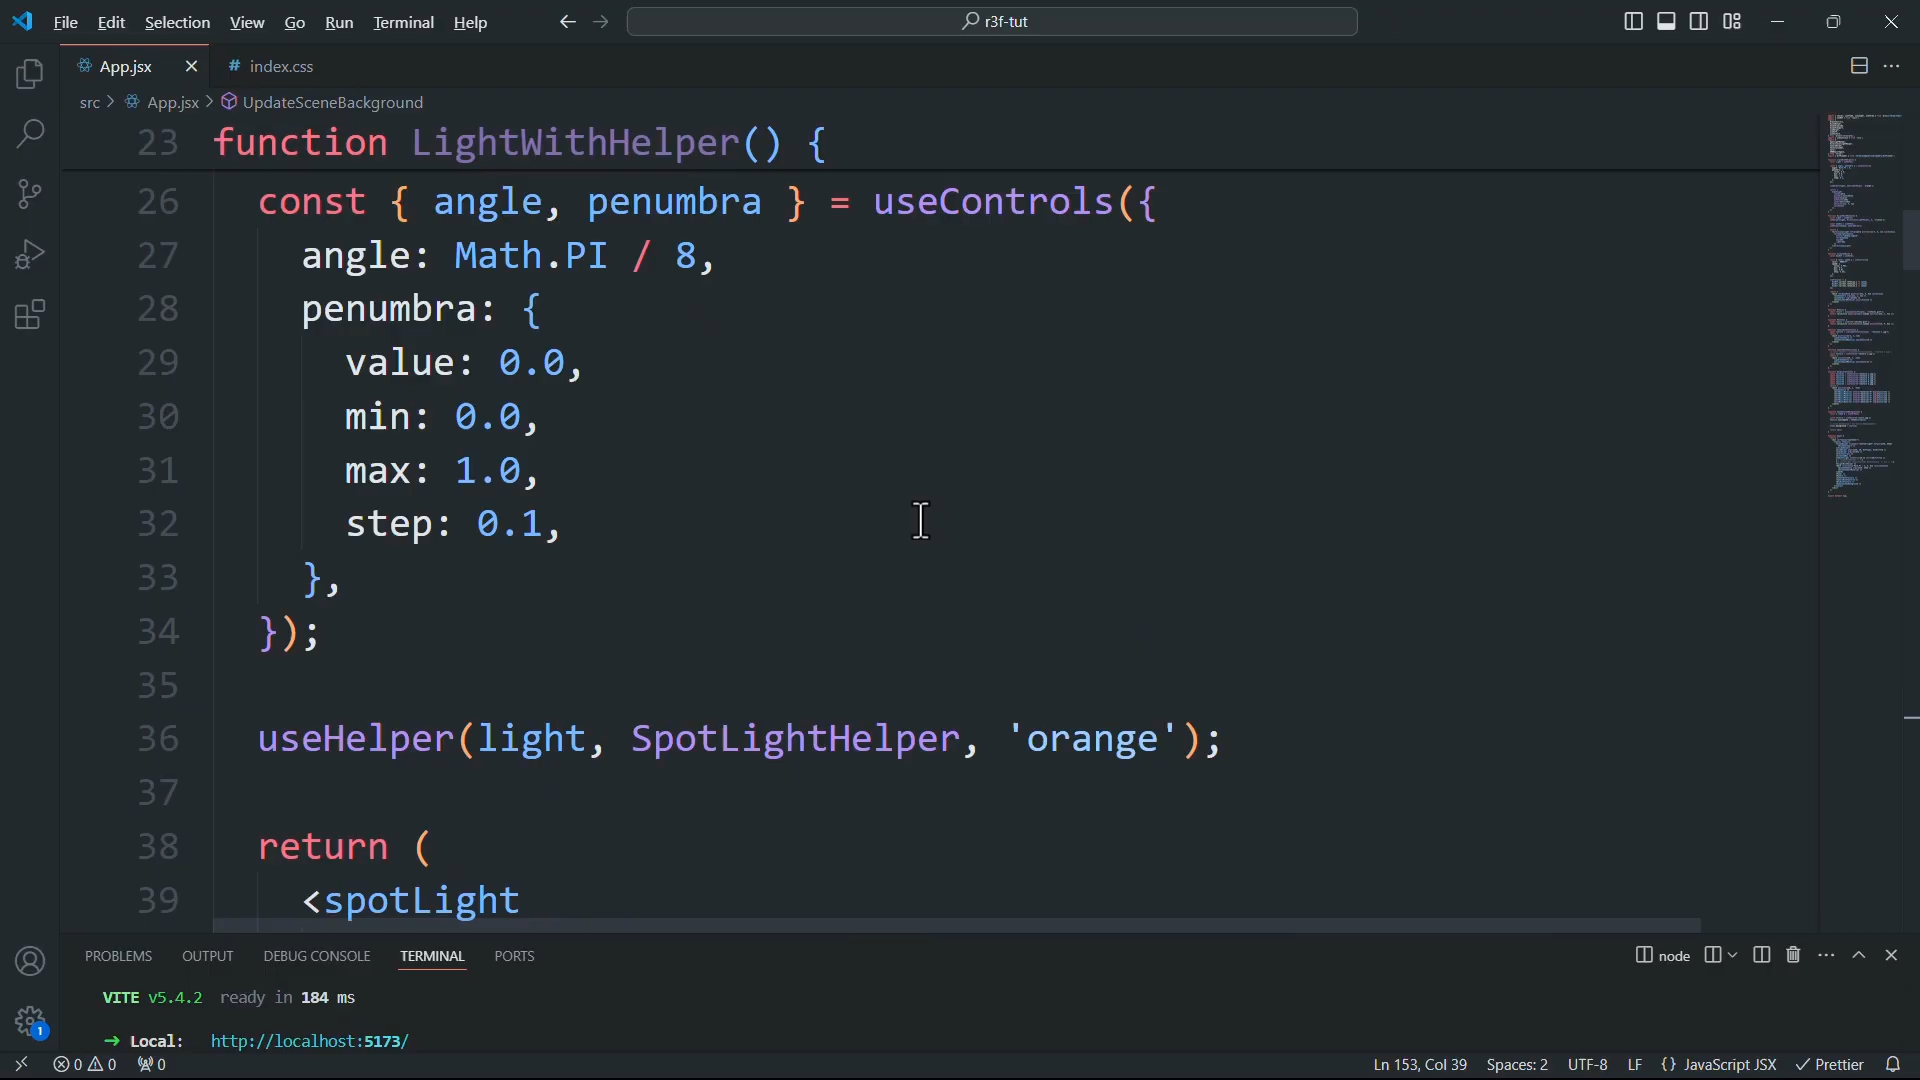 File Edit Selection View Go Run Terminal Help r3f-tut
App.jsx # index.css
src > App.jsx > UpdateSceneBackground
23 function LightWithHelper() {
26 const { angle, penumbra } = useControls({
27 angle: Math.PI / 8,
28 penumbra: {
29 value: 0.0,
30 min: 0.0,
31 max: 1.0,
32 step: 0.1,
33 },
34 });
35
36 useHelper(light, SpotLightHelper, 'orange');
37
38 return (
39 <spotLight
PROBLEMS OUTPUT DEBUG CONSOLE TERMINAL PORTS node
VITE v5.4.2 ready in 184 ms
➜ Local: http://localhost:5173/
1
0 0 0 Ln 153, Col 39 Spaces: 2 UTF-8 LF {} JavaScript JSX ✓ Prettier